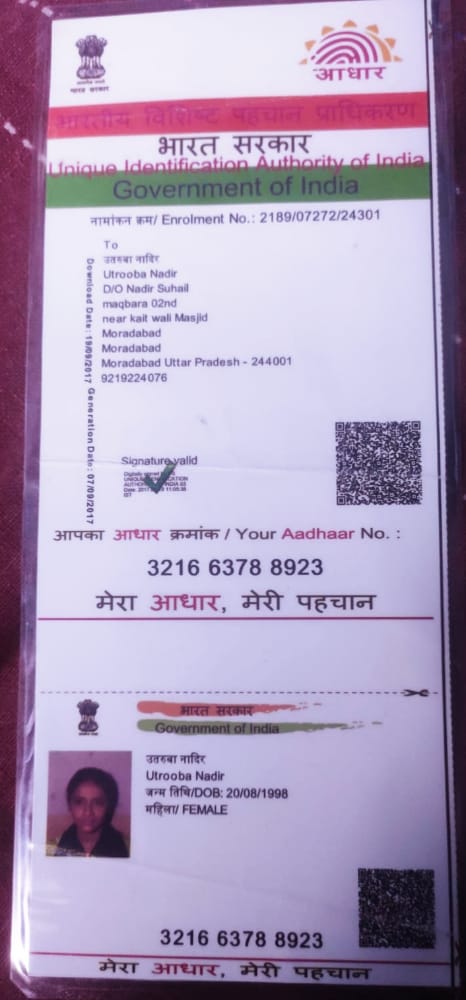 भारत सरकार
आधार
भारतीय विशिष्ट पहचान प्राधिकरण
भारत सरकार
Unique Identification Authority of India
Government of India
नामांकन क्रम/ Enrolment No.: 2189/07272/24301
To
उतरुबा नादिर
Utrooba Nadir
D/O Nadir Suhail
maqbara 02nd
near kait wali Masjid
Moradabad
Moradabad
Moradabad Uttar Pradesh - 244001
9219224076
Download Date: 19/09/2017 Generation Date: 07/09/2017
Signature valid
आपका आधार क्रमांक / Your Aadhaar No. :
3216 6378 8923
मेरा आधार, मेरी पहचान
भारत सरकार
Government of India
उतरुबा नादिर
Utrooba Nadir
जन्म तिथि/DOB: 20/08/1998
महिला/ FEMALE
3216 6378 8923
मेरा आधार, मेरी पहचान